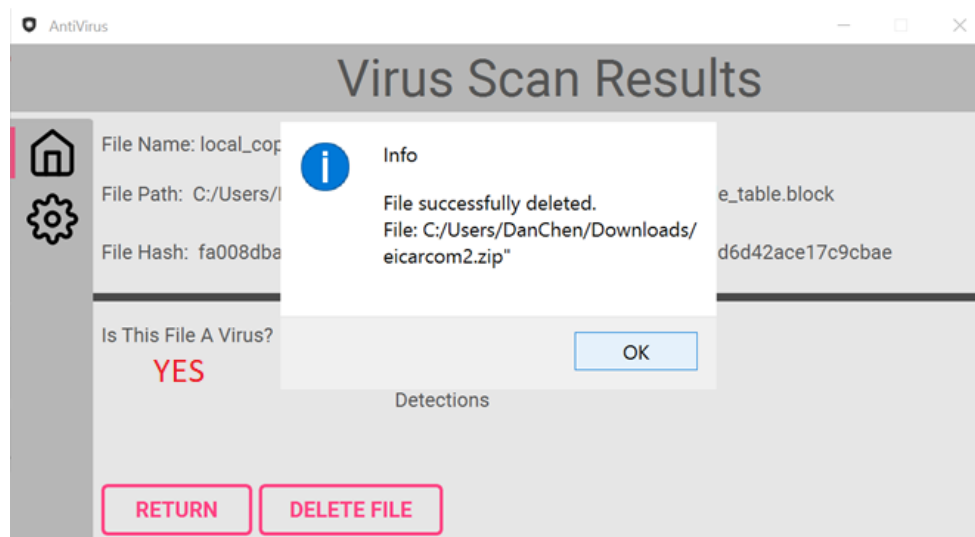 AntiVirus
Virus Scan Results
File Name: local_cop
File Path: C:/Users/
e_table.block
File Hash: fa008dba
d6d42ace17c9cbae
Info
File successfully deleted.
File: C:/Users/DanChen/Downloads/
eicarcom2.zip"
OK
Is This File A Virus?
YES
Detections
RETURN
DELETE FILE